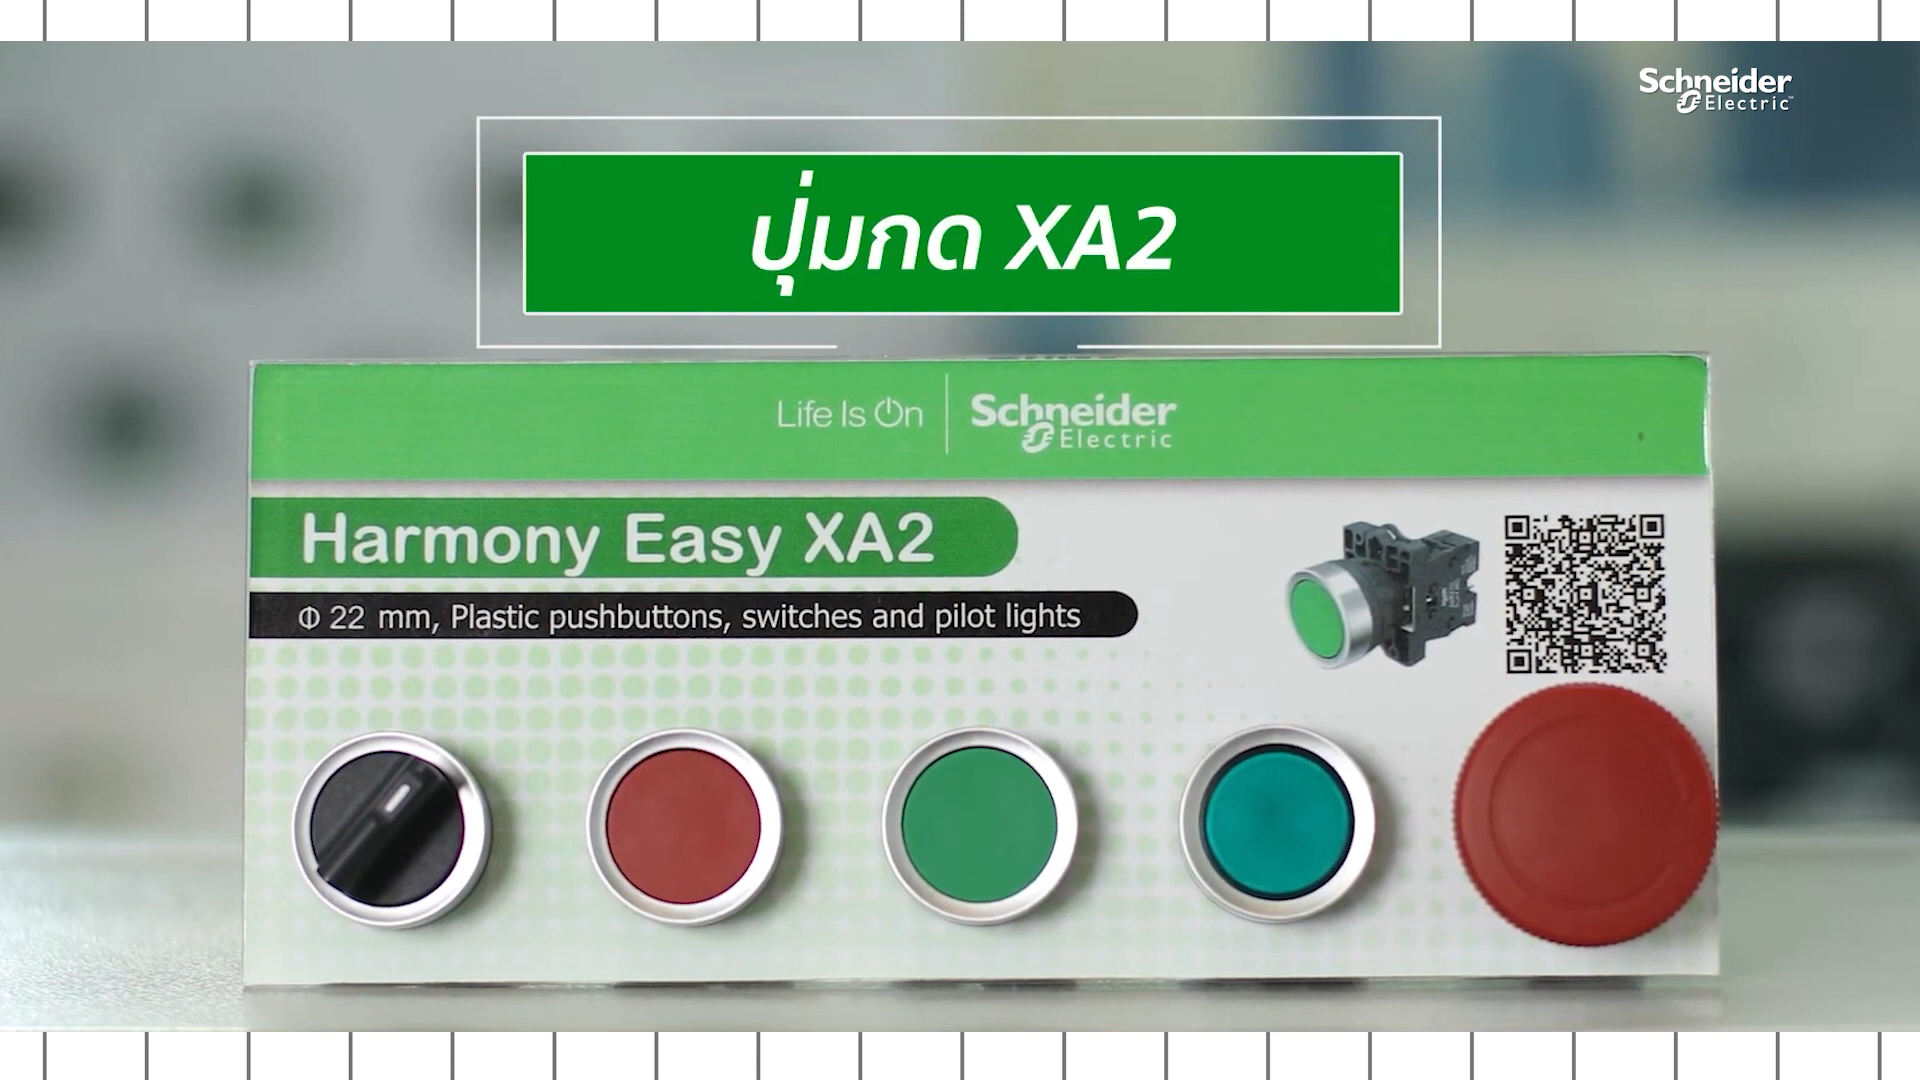 Schneider
Electric
ปุ่มกด XA2
Life Is On
Schneider
Electric
Harmony Easy XA2
Φ 22 mm, Plastic pushbuttons, switches and pilot lights